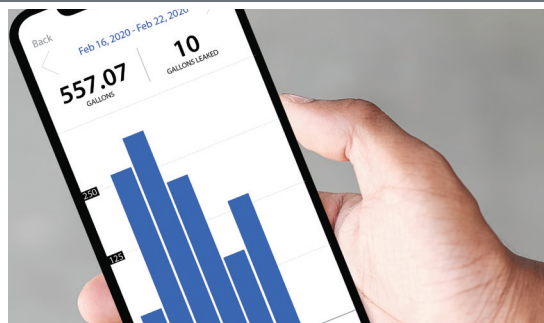 Back
Feb 16, 2020 - Feb 22, 2020
557.07
GALLONS
10
GALLONS LEAKED
250
125